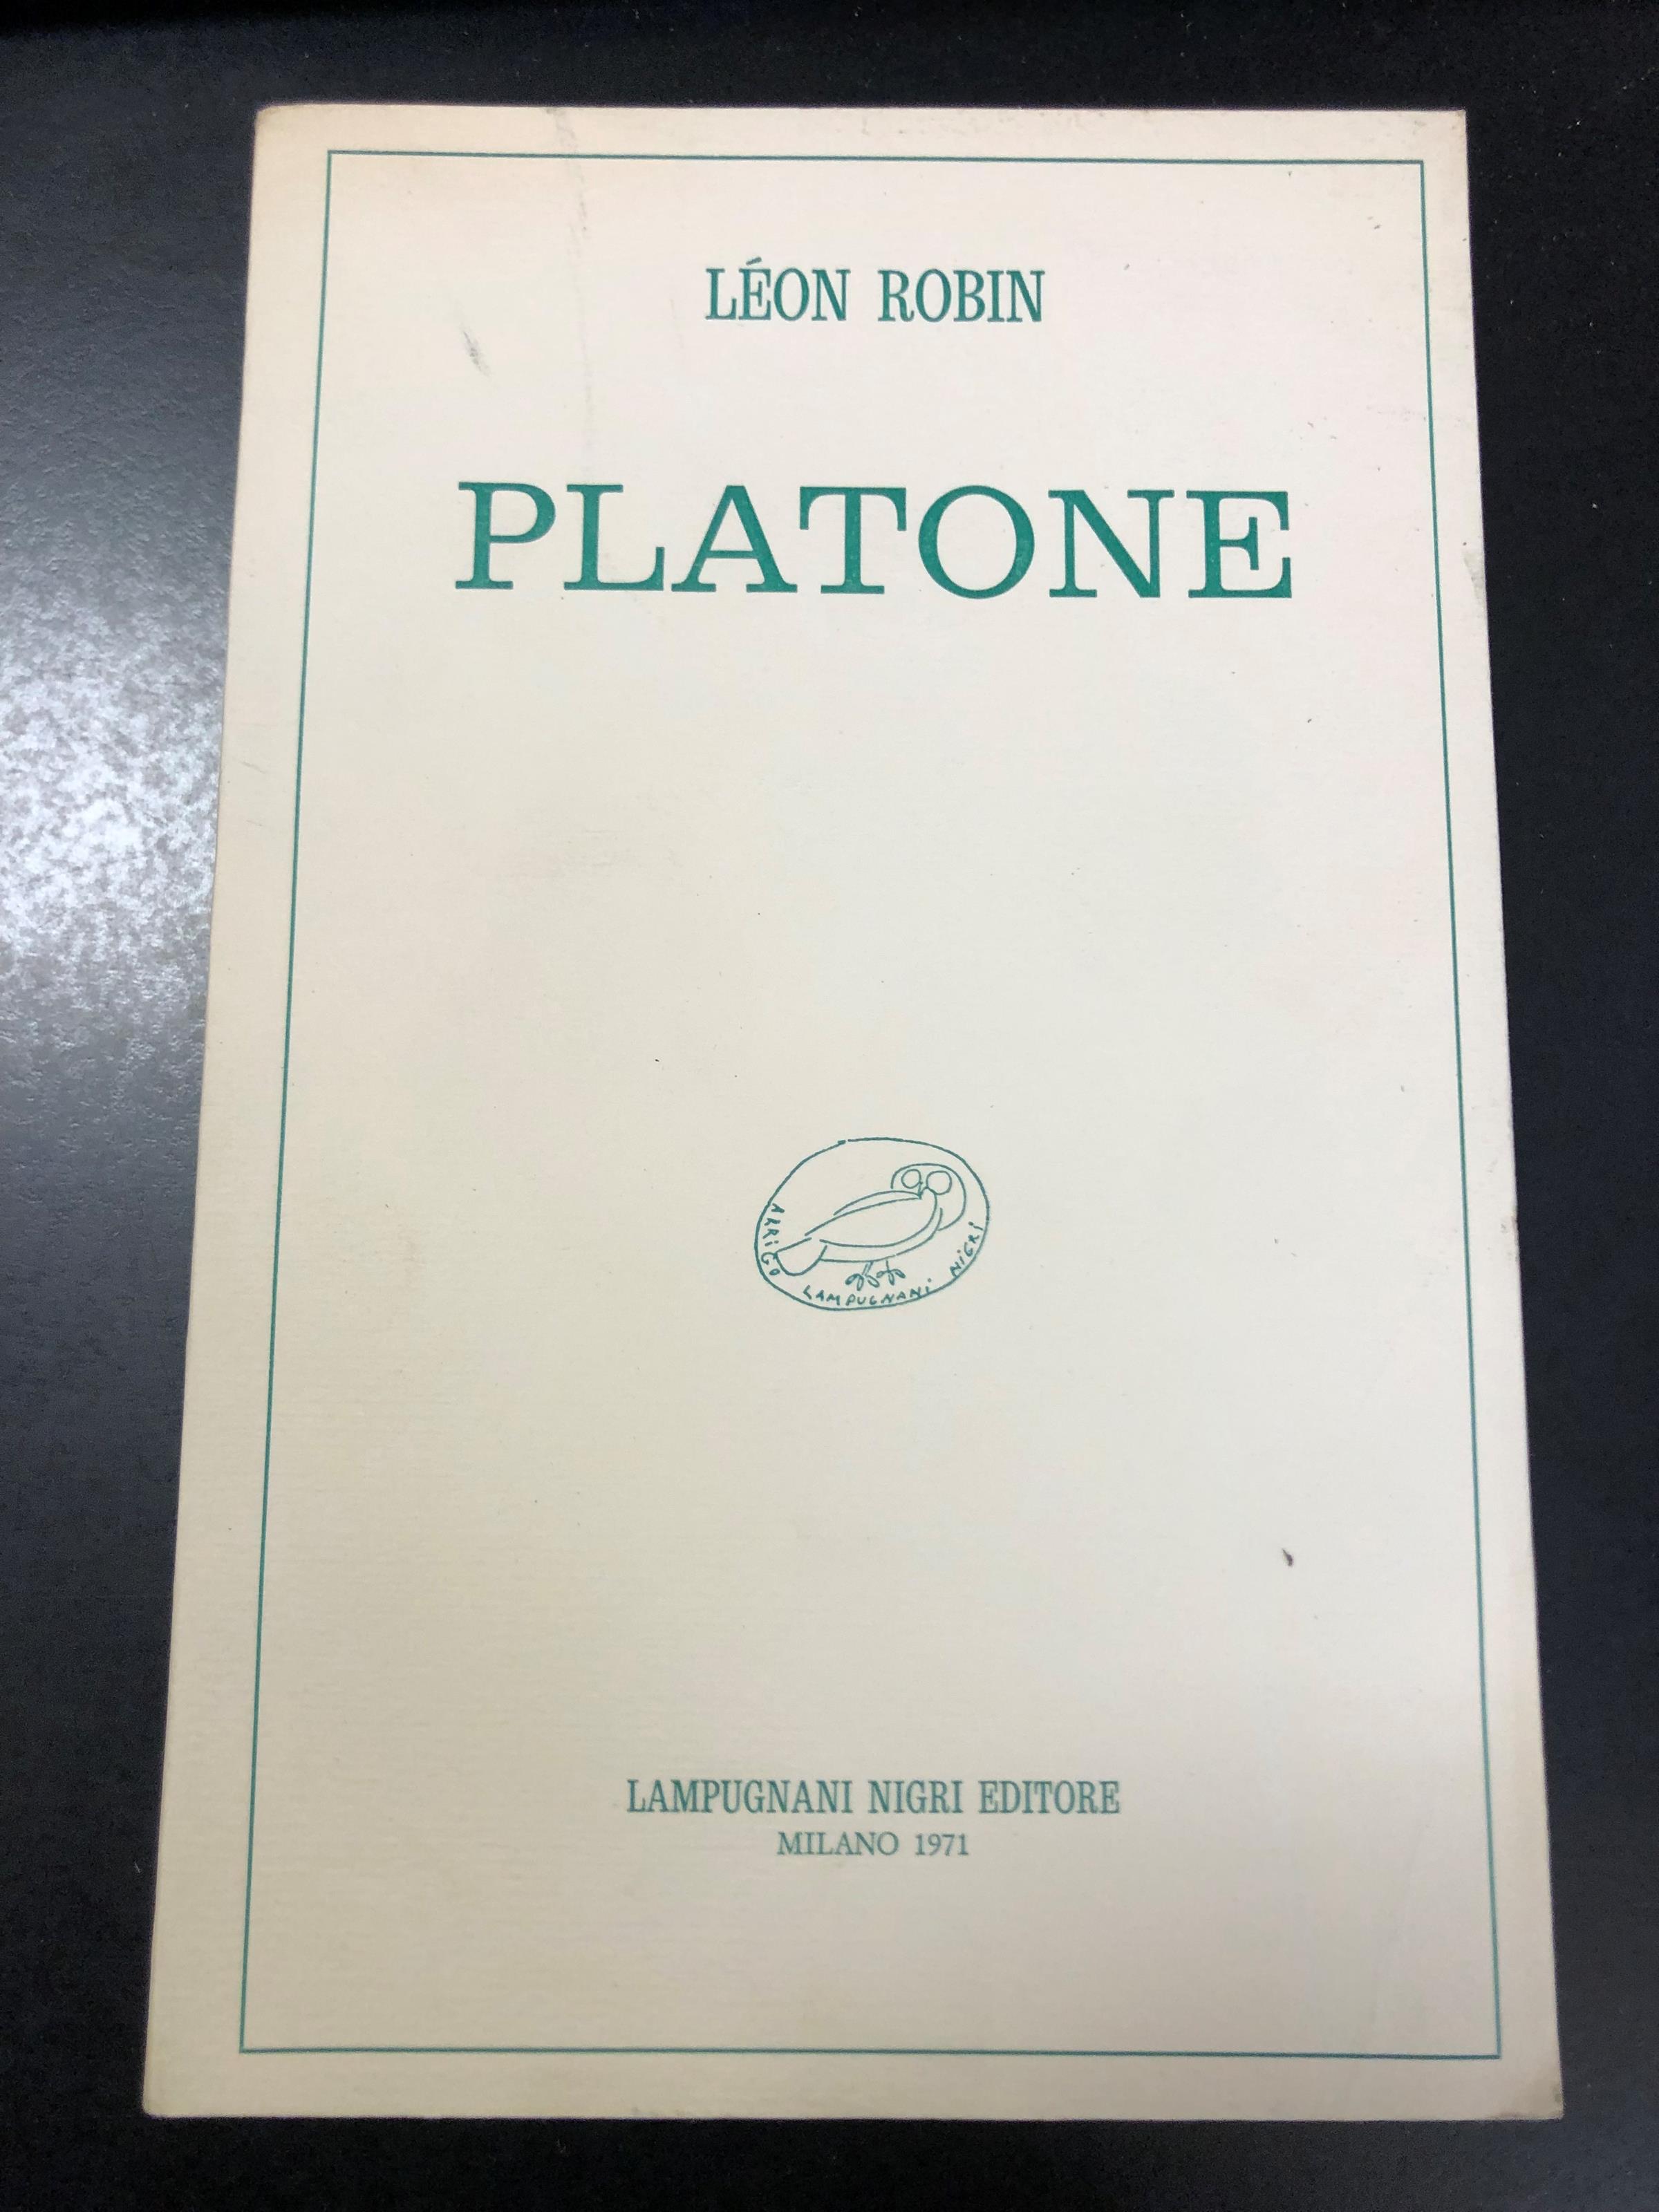 LÉON ROBIN
PLATONE
ARRIGO LAMPUGNANI NIGRI
LAMPUGNANI NIGRI EDITORE
MILANO 1971